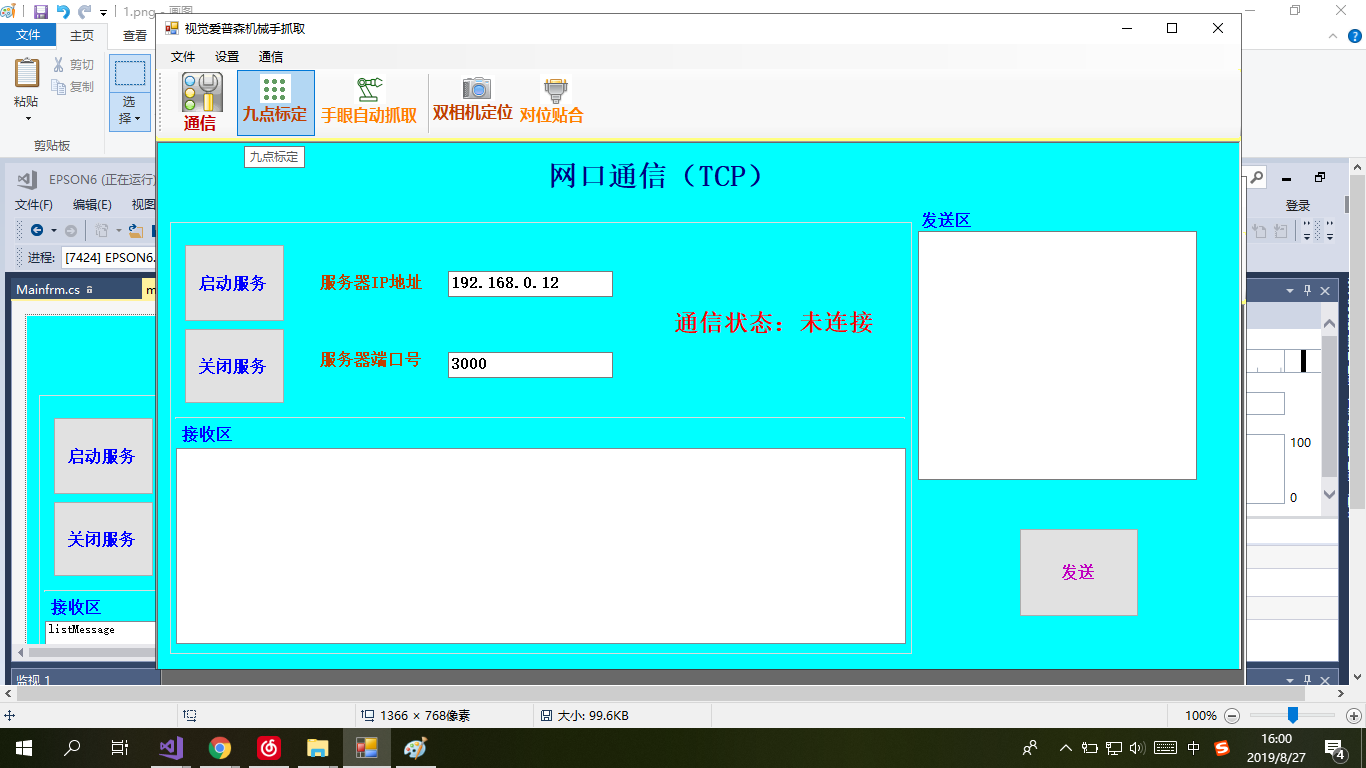 1.png - 画图
视觉爱普森机械手抓取
文件 主页 查看
文件 设置 通信
粘贴
剪切
复制
选
择
剪贴板
通信 九点标定 手眼自动抓取 双相机定位 对位贴合
九点标定
EPSON6 (正在运行)
文件(F) 编辑(E) 视图
登录
进程: [7424] EPSON6.
Mainfrm.cs
网口通信（TCP）
发送区
启动服务
服务器IP地址 192.168.0.12
通信状态：未连接
关闭服务
服务器端口号 3000
接收区
发送
启动服务
关闭服务
接收区
listMessage
100
0
监视 1
1366 × 768像素
大小: 99.6KB
100%
中
16:00
2019/8/27
4